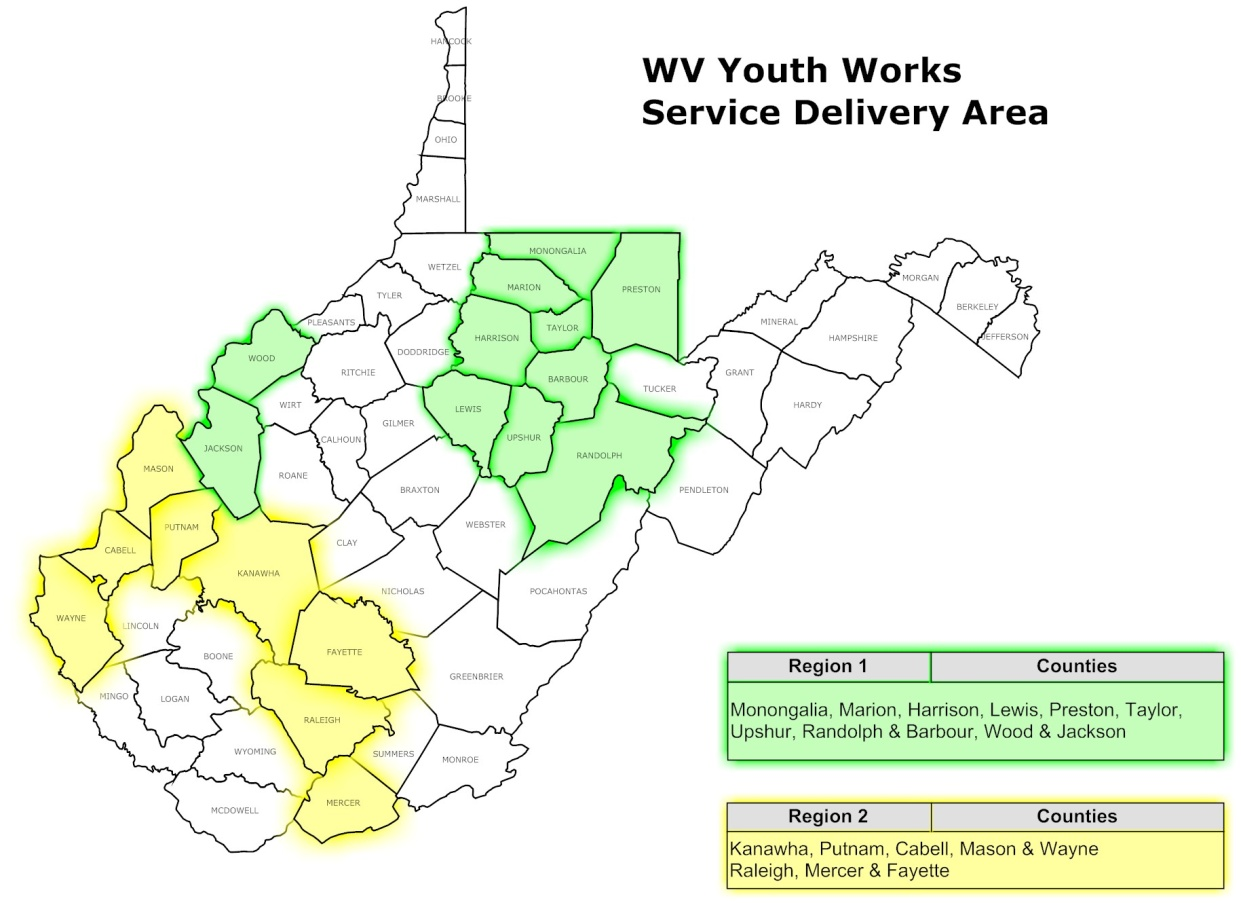 WV Youth Works
Service Delivery Area
HANCOCK
BROOKE
OHIO
MARSHALL
WETZEL
MONONGALIA
MARION
PRESTON
TYLER
PLEASANTS
HARRISON
TAYLOR
DODDRIDGE
WOOD
RITCHIE
BARBOUR
TUCKER
MINERAL
HAMPSHIRE
MORGAN
BERKELEY
JEFFERSON
GRANT
HARDY
WIRT
LEWIS
GILMER
CALHOUN
UPSHUR
JACKSON
RANDOLPH
MASON
ROANE
BRAXTON
PENDLETON
PUTNAM
WEBSTER
CLAY
CABELL
KANAWHA
NICHOLAS
POCAHONTAS
WAYNE
LINCOLN
BOONE
FAYETTE
GREENBRIER
MINGO
LOGAN
RALEIGH
WYOMING
SUMMERS
MONROE
MCDOWELL
MERCER
Region 1 Counties
Monongalia, Marion, Harrison, Lewis, Preston, Taylor,
Upshur, Randolph & Barbour, Wood & Jackson
Region 2 Counties
Kanawha, Putnam, Cabell, Mason & Wayne
Raleigh, Mercer & Fayette